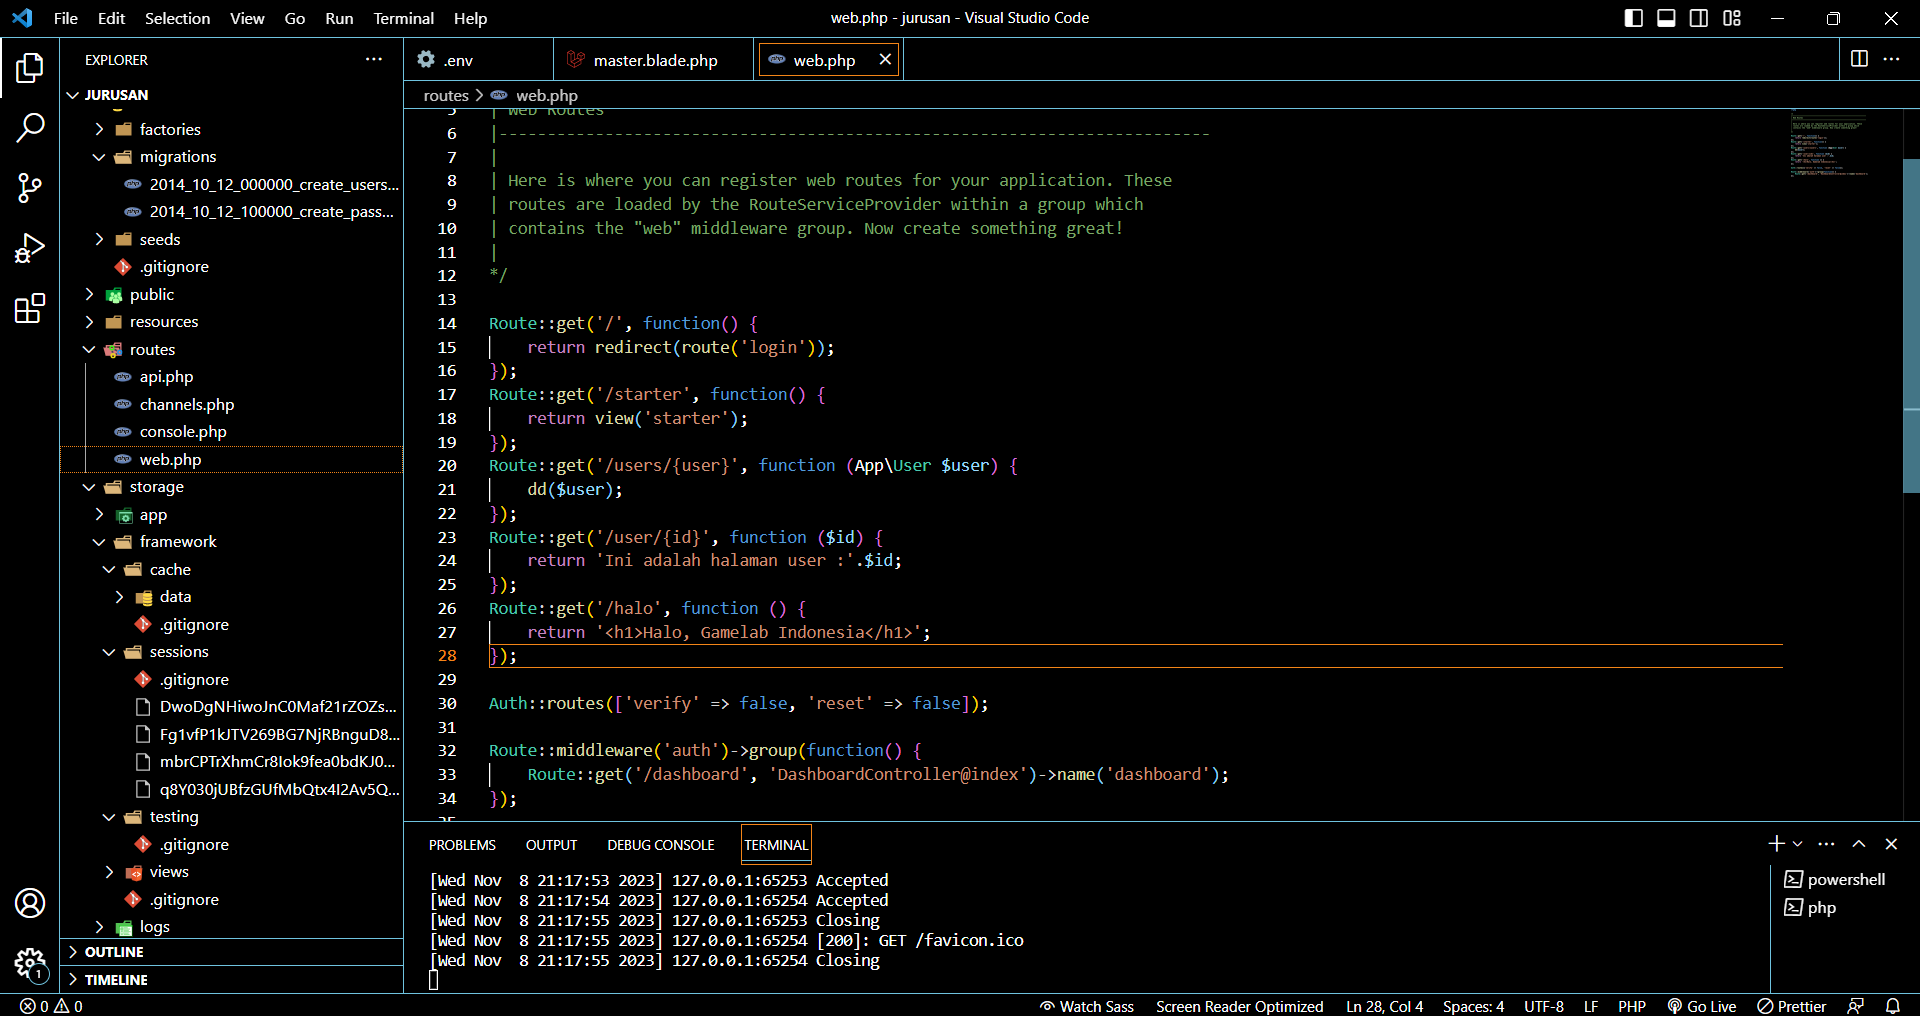 File Edit Selection View Go Run Terminal Help
web.php - jurusan - Visual Studio Code
EXPLORER
JURUSAN
factories
migrations
2014_10_12_000000_create_users...
2014_10_12_100000_create_pass...
seeds
.gitignore
public
resources
routes
api.php
channels.php
console.php
web.php
storage
app
framework
cache
data
.gitignore
sessions
.gitignore
DwoDgNHiwoJnC0Maf21rZOZs...
Fg1vfP1kJTV269BG7NjRBnguD8...
mbrCPTrXhmCr8Iok9fea0bdKJ0...
q8Y030jUBfzGUfMbQtx4I2Av5Q...
testing
.gitignore
views
.gitignore
logs
OUTLINE
TIMELINE
.env
master.blade.php
web.php
routes > web.php
5 | Web Routes
6 |--------------------------------------------------------------------------
7 |
8 | Here is where you can register web routes for your application. These
9 | routes are loaded by the RouteServiceProvider within a group which
10 | contains the "web" middleware group. Now create something great!
11 |
12 */
13
14 Route::get('/', function() {
15 return redirect(route('login'));
16 });
17 Route::get('/starter', function() {
18 return view('starter');
19 });
20 Route::get('/users/{user}', function (App\User $user) {
21 dd($user);
22 });
23 Route::get('/user/{id}', function ($id) {
24 return 'Ini adalah halaman user :'.$id;
25 });
26 Route::get('/halo', function () {
27 return '<h1>Halo, Gamelab Indonesia</h1>';
28 });
29
30 Auth::routes(['verify' => false, 'reset' => false]);
31
32 Route::middleware('auth')->group(function() {
33 Route::get('/dashboard', 'DashboardController@index')->name('dashboard');
34 });
PROBLEMS OUTPUT DEBUG CONSOLE TERMINAL
[Wed Nov  8 21:17:53 2023] 127.0.0.1:65253 Accepted
[Wed Nov  8 21:17:54 2023] 127.0.0.1:65254 Accepted
[Wed Nov  8 21:17:55 2023] 127.0.0.1:65253 Closing
[Wed Nov  8 21:17:55 2023] 127.0.0.1:65254 [200]: GET /favicon.ico
[Wed Nov  8 21:17:55 2023] 127.0.0.1:65254 Closing
powershell
php
1
0 0
Watch Sass Screen Reader Optimized Ln 28, Col 4 Spaces: 4 UTF-8 LF PHP Go Live Prettier